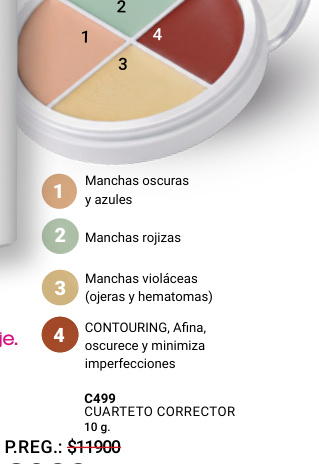 2
1
4
3
1 Manchas oscuras
y azules
2 Manchas rojizas
3 Manchas violáceas
(ojeras y hematomas)
je.
4 CONTOURING, Afina,
oscurece y minimiza
imperfecciones
C499
CUARTETO CORRECTOR
10 g.
P.REG.: $11900